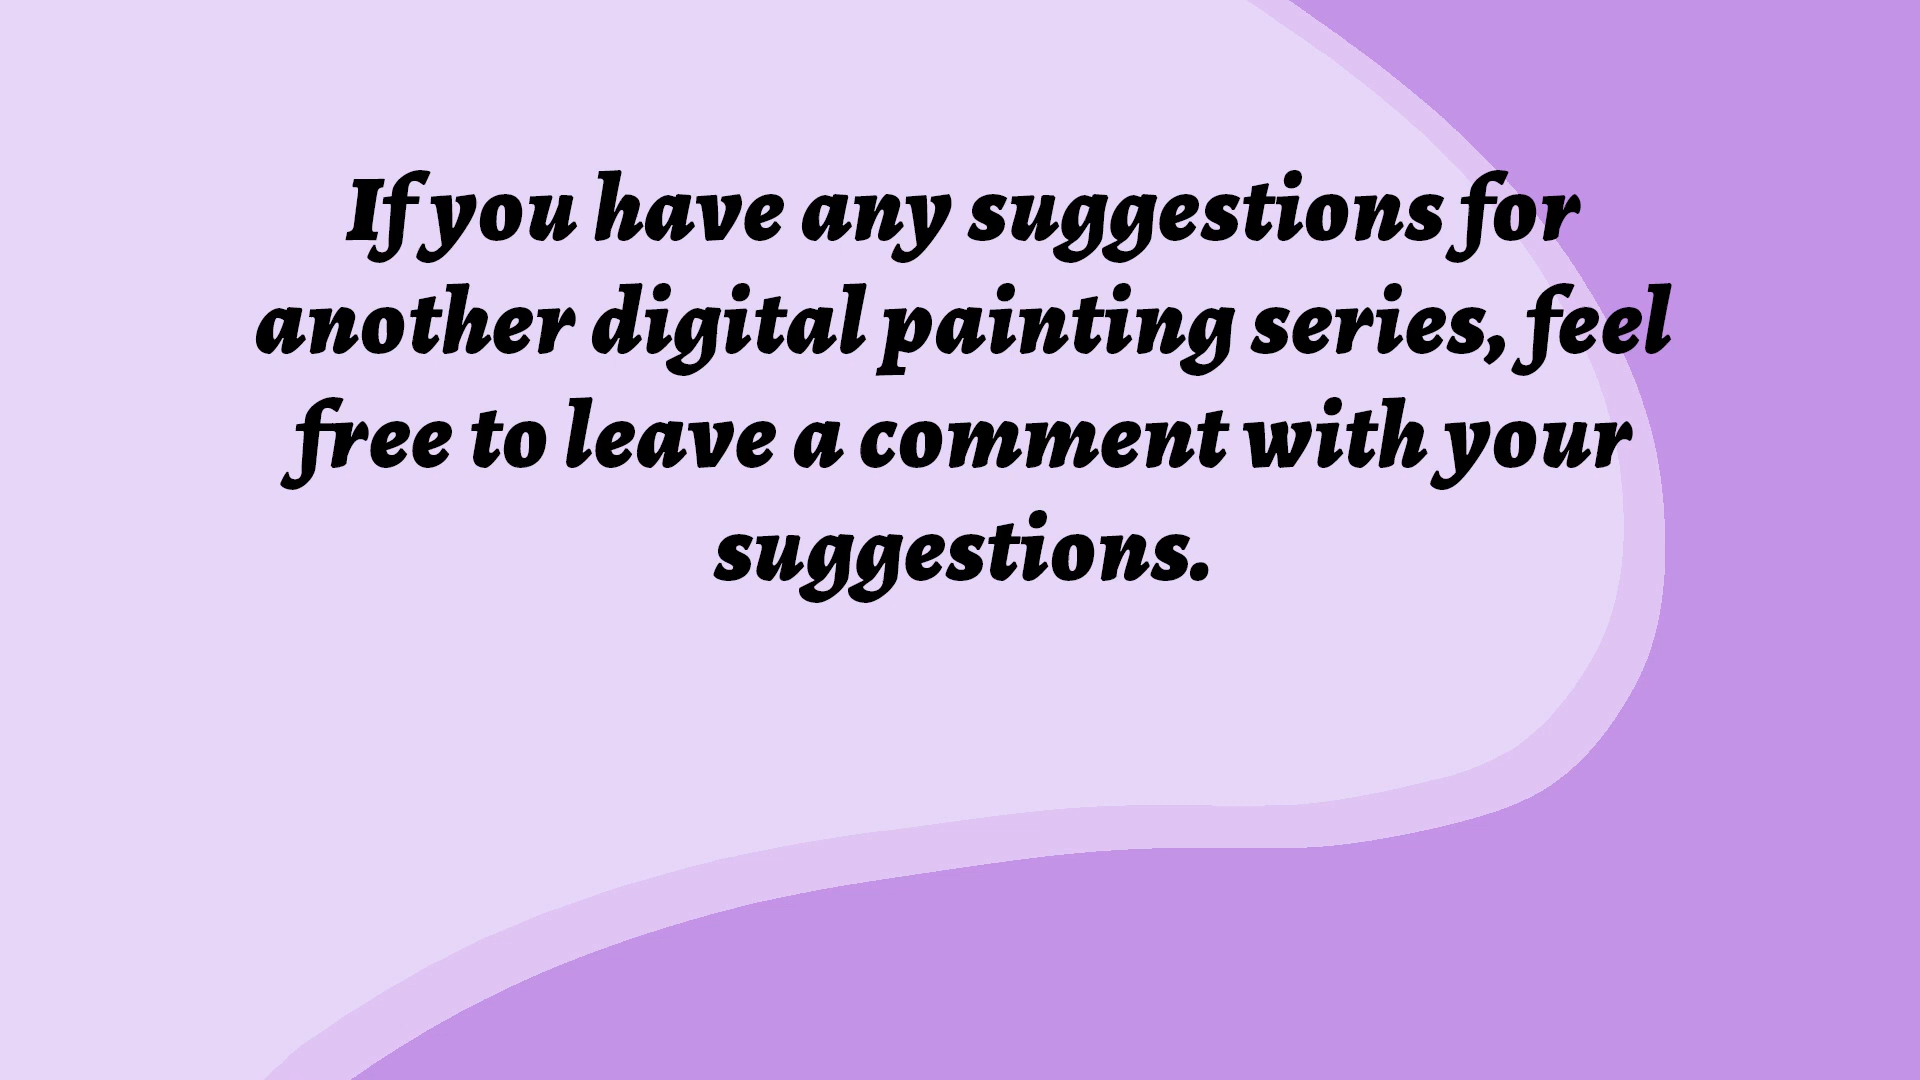 If you have any suggestions for
another digital painting series, feel
free to leave a comment with your
suggestions.